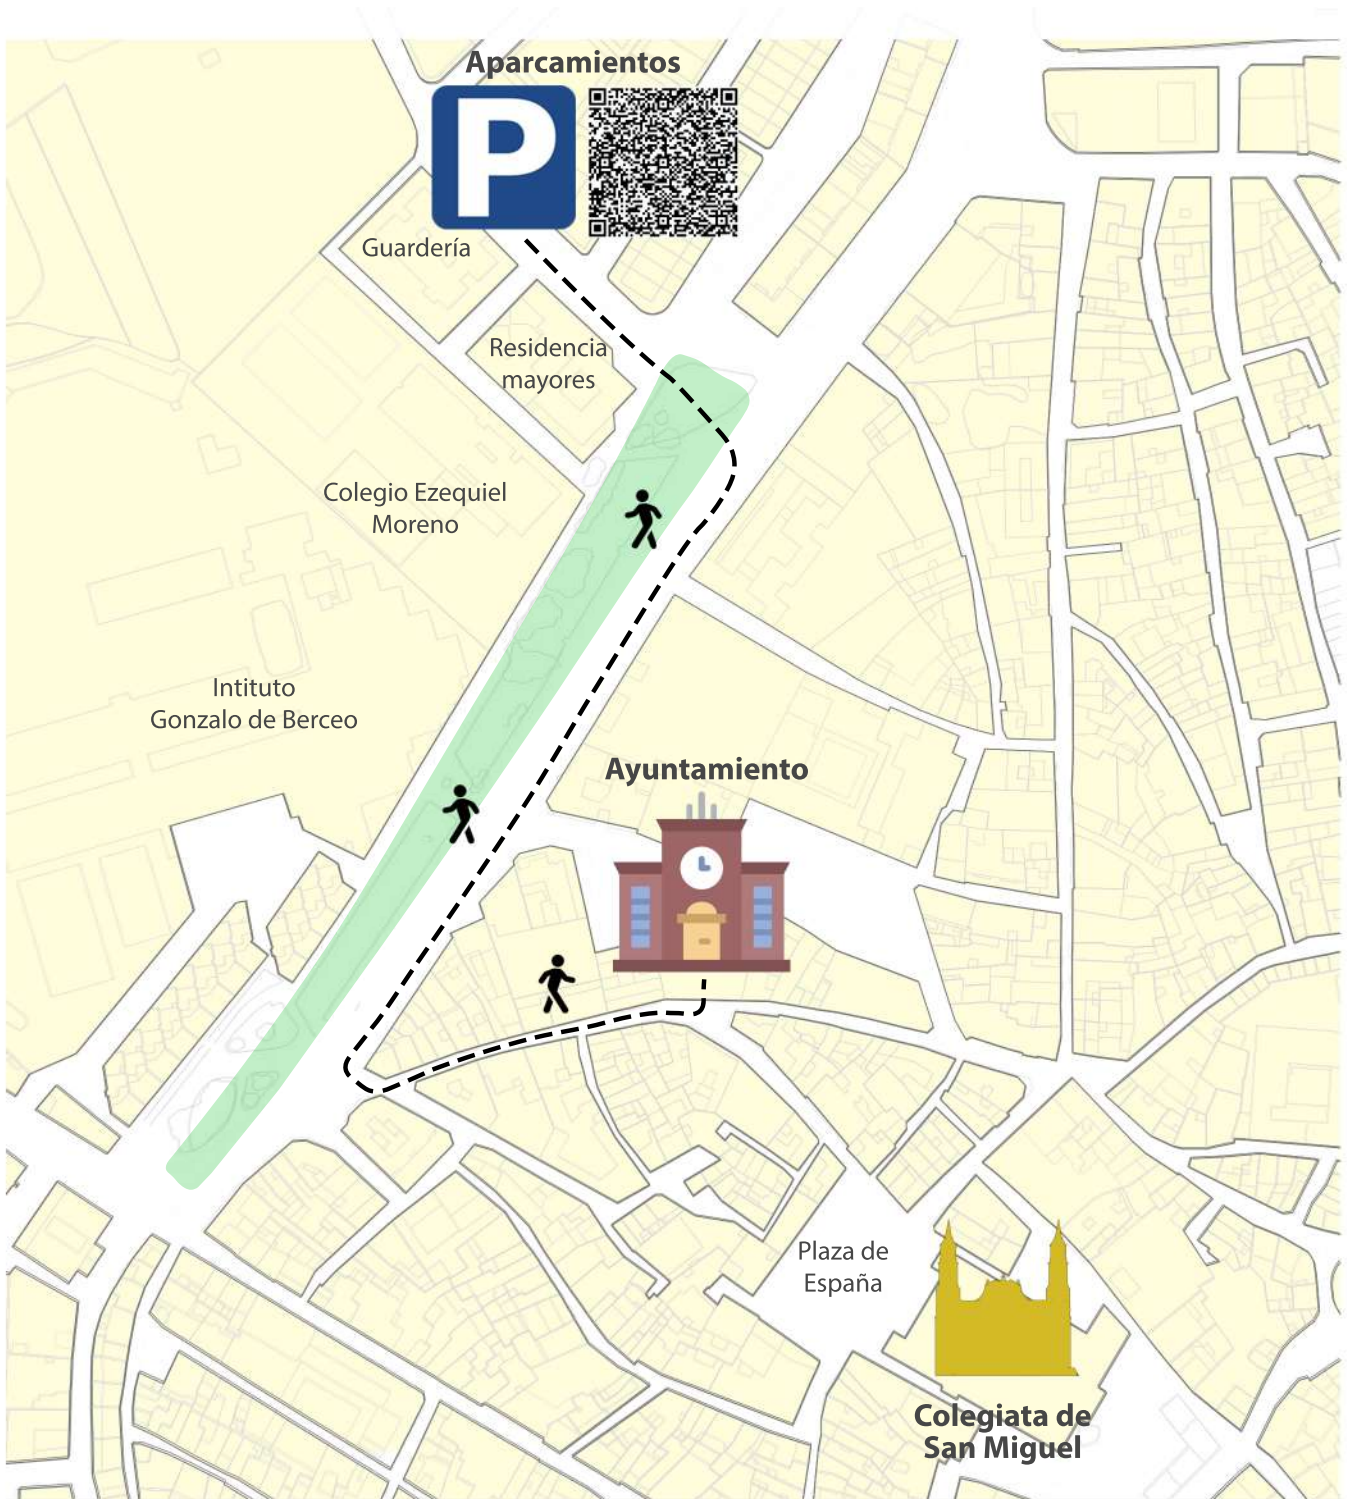 Aparcamientos
P
Guardería
Residencia
mayores
Colegio Ezequiel
Moreno
Intituto
Gonzalo de Berceo
Ayuntamiento
Plaza de
España
Colegiata de
San Miguel